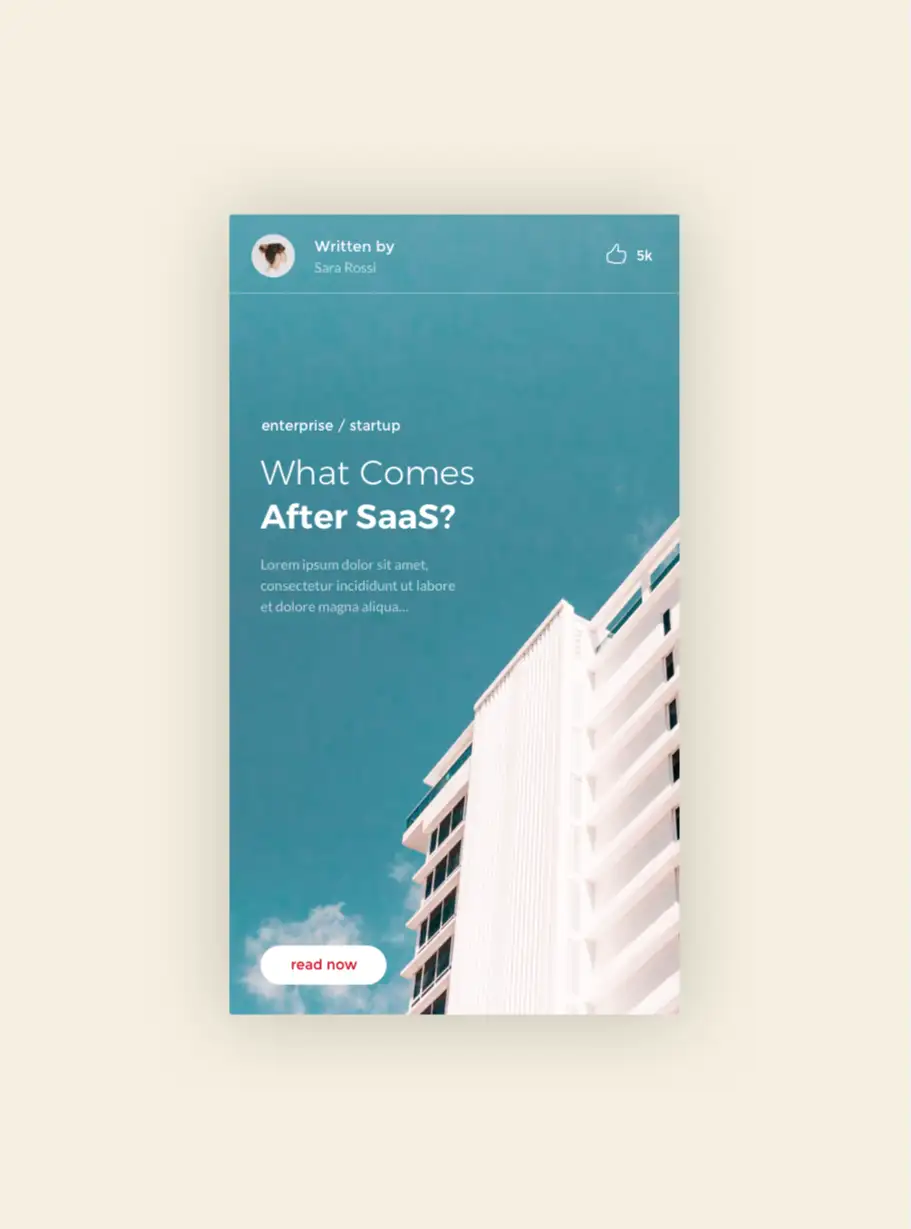 Written by
Sara Rossi
5k
enterprise / startup
What Comes
After SaaS?
Lorem ipsum dolor sit amet,
consectetur incididunt ut labore
et dolore magna aliqua...
read now